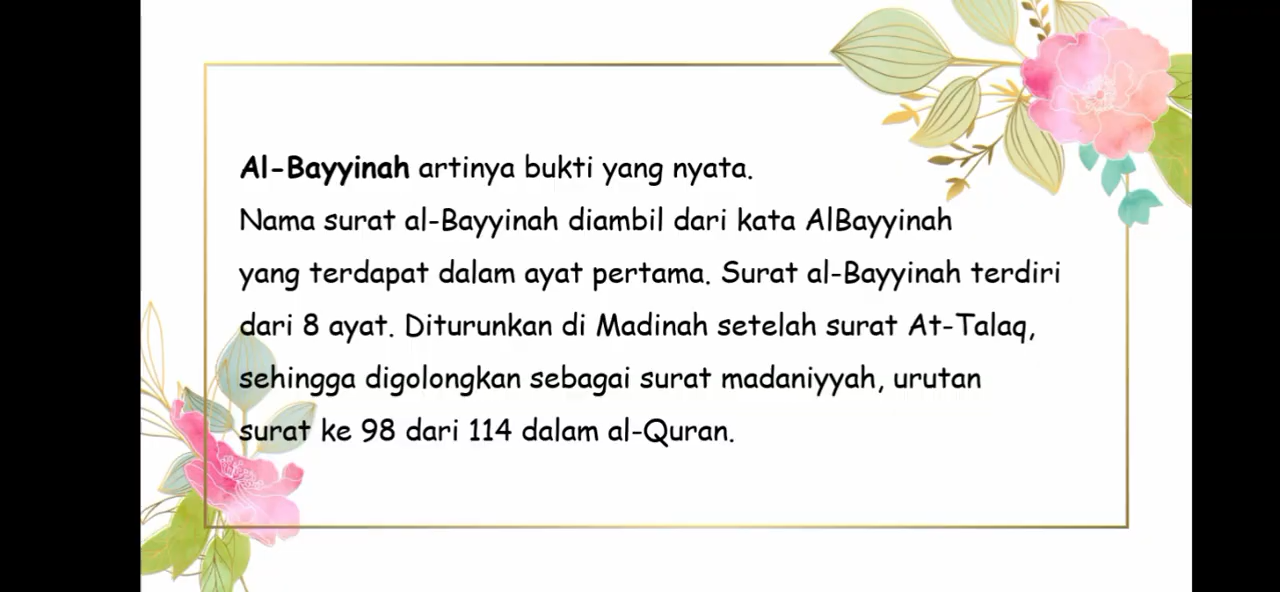 Al-Bayyinah artinya bukti yang nyata.
Nama surat al-Bayyinah diambil dari kata AlBayyinah
yang terdapat dalam ayat pertama. Surat al-Bayyinah terdiri
dari 8 ayat. Diturunkan di Madinah setelah surat At-Talaq,
sehingga digolongkan sebagai surat madaniyyah, urutan
surat ke 98 dari 114 dalam al-Quran.